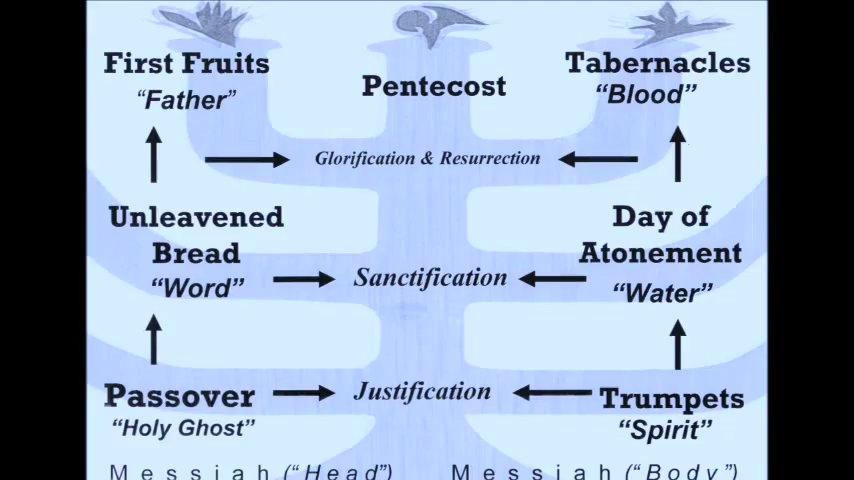 First Fruits
“Father”
Pentecost
Tabernacles
“Blood”
Glorification & Resurrection
Unleavened
Bread
“Word”
Sanctification
Day of
Atonement
“Water”
Passover
“Holy Ghost”
Justification
Trumpets
“Spirit”
Messiah (“Head”)
Messiah (“Body”)